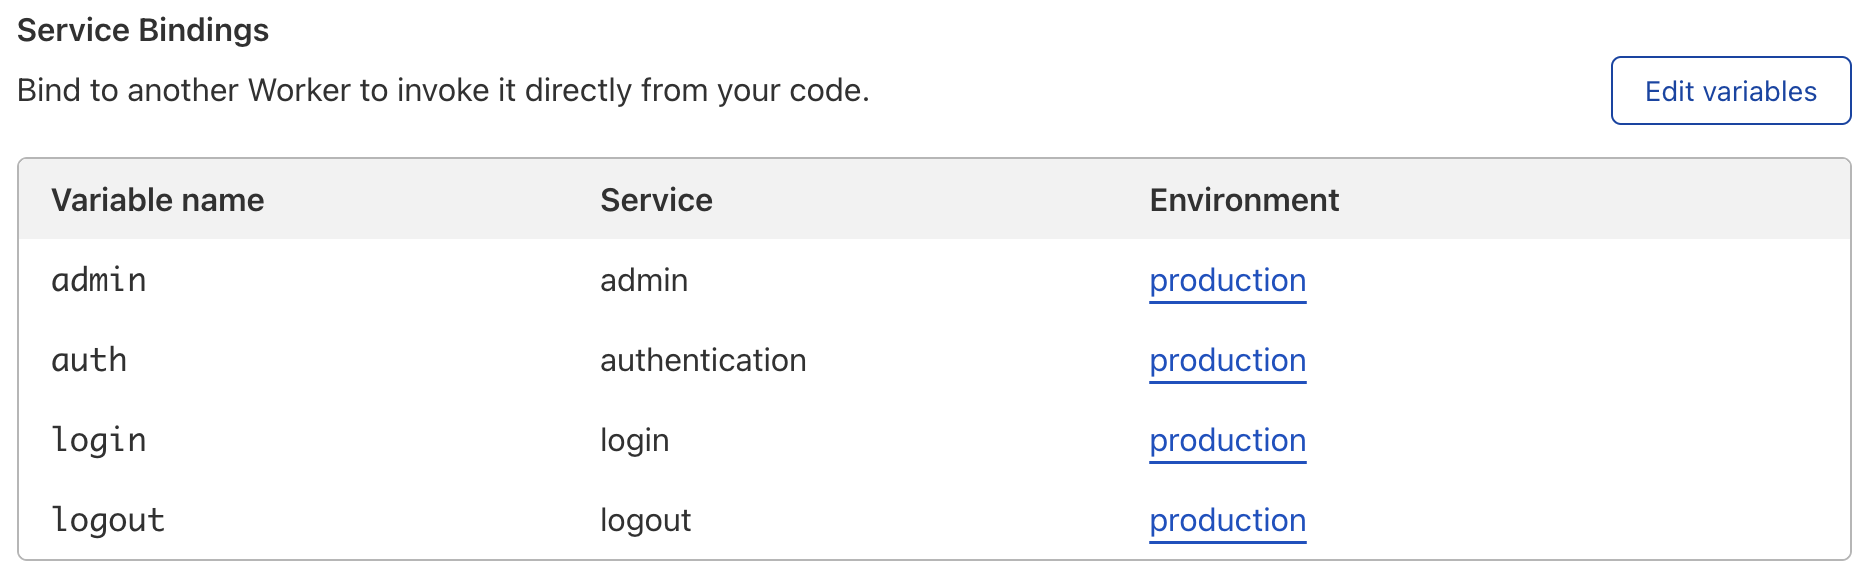 Service Bindings
Bind to another Worker to invoke it directly from your code.
Edit variables
Variable name Service Environment
admin admin production
auth authentication production
login login production
logout logout production